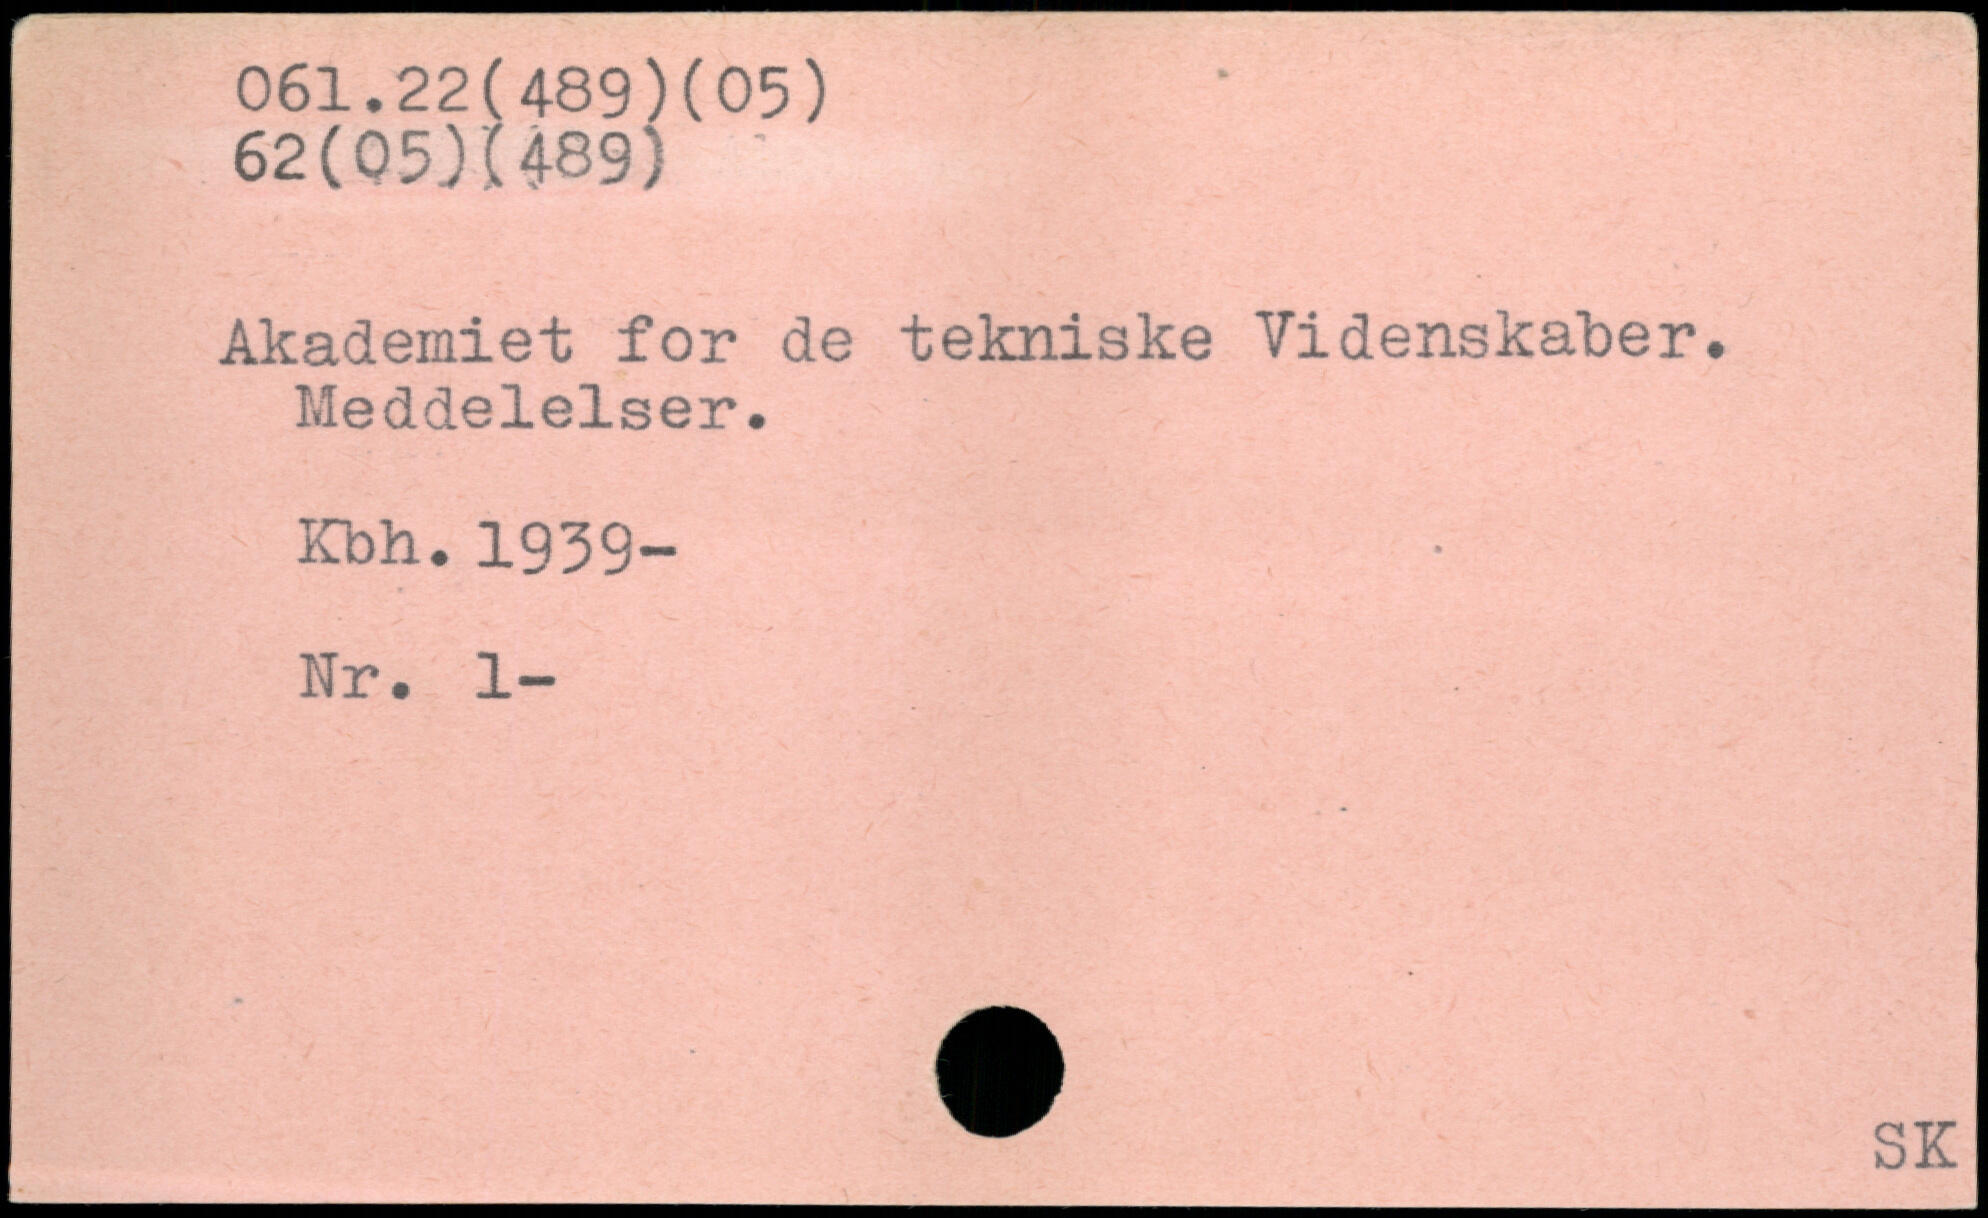 061.22(489)(05)
62(05)(489)
Akademiet for de tekniske Videnskaber.
Meddelelser.
Kbh. 1939-
Nr. 1-
SK